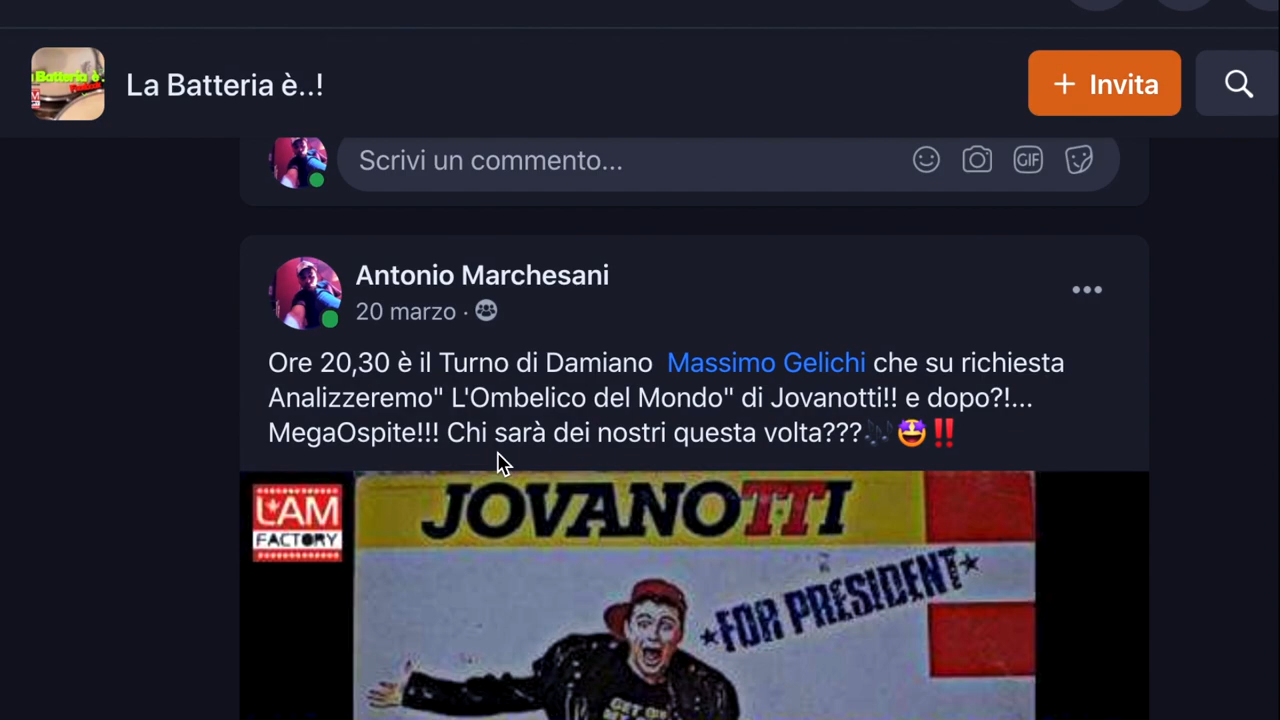 La Batteria è..!
+ Invita
Scrivi un commento...
GIF
Antonio Marchesani
20 marzo ·
Ore 20,30 è il Turno di Damiano Massimo Gelichi che su richiesta
Analizzeremo" L'Ombelico del Mondo" di Jovanotti!! e dopo?!...
MegaOspite!!! Chi sarà dei nostri questa volta???🎶🤩‼️
L'AM
FACTORY
JOVANOTTI
★FOR PRESIDENT★